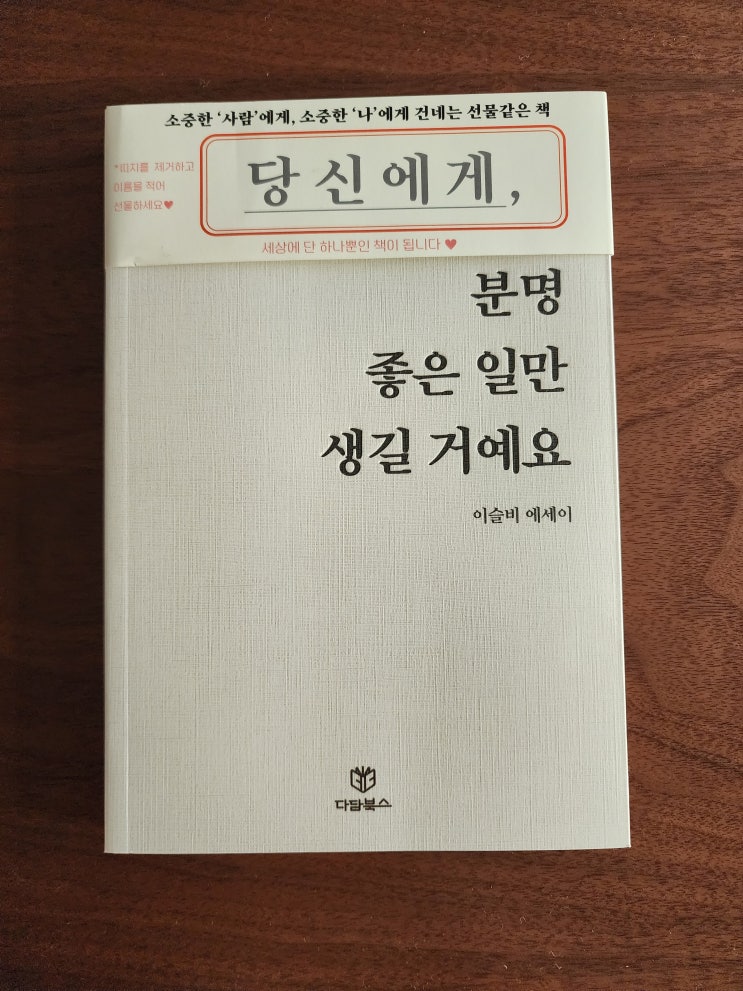 소중한 ‘사람’에게, 소중한 ‘나’에게 건네는 선물같은 책
*띠지를 제거하고
이름을 적어
선물하세요♥
당신에게,
세상에 단 하나뿐인 책이 됩니다 ♥
분명
좋은 일만
생길 거예요
이슬비 에세이
다담북스